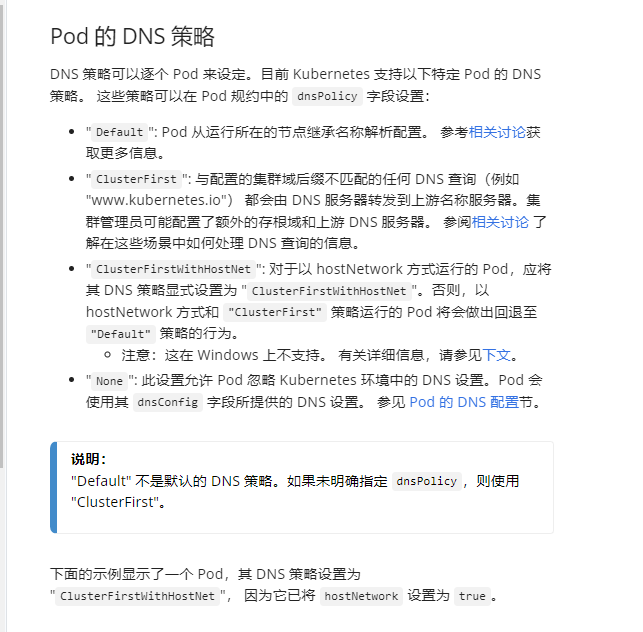 Pod 的 DNS 策略
DNS 策略可以逐个 Pod 来设定。目前 Kubernetes 支持以下特定 Pod 的 DNS
策略。 这些策略可以在 Pod 规约中的 dnsPolicy 字段设置：
"Default": Pod 从运行所在的节点继承名称解析配置。 参考相关讨论获
取更多信息。
"ClusterFirst": 与配置的集群域后缀不匹配的任何 DNS 查询（例如
"www.kubernetes.io"） 都会由 DNS 服务器转发到上游名称服务器。集
群管理员可能配置了额外的存根域和上游 DNS 服务器。 参阅相关讨论 了
解在这些场景中如何处理 DNS 查询的信息。
"ClusterFirstWithHostNet": 对于以 hostNetwork 方式运行的 Pod，应将
其 DNS 策略显式设置为 "ClusterFirstWithHostNet"。否则，以
hostNetwork 方式和 "ClusterFirst" 策略运行的 Pod 将会做出回退至
"Default" 策略的行为。
注意：这在 Windows 上不支持。 有关详细信息，请参见下文。
"None": 此设置允许 Pod 忽略 Kubernetes 环境中的 DNS 设置。Pod 会
使用其 dnsConfig 字段所提供的 DNS 设置。 参见 Pod 的 DNS 配置节。
说明：
"Default" 不是默认的 DNS 策略。如果未明确指定 dnsPolicy，则使用
"ClusterFirst"。
下面的示例显示了一个 Pod，其 DNS 策略设置为
"ClusterFirstWithHostNet"， 因为它已将 hostNetwork 设置为 true。